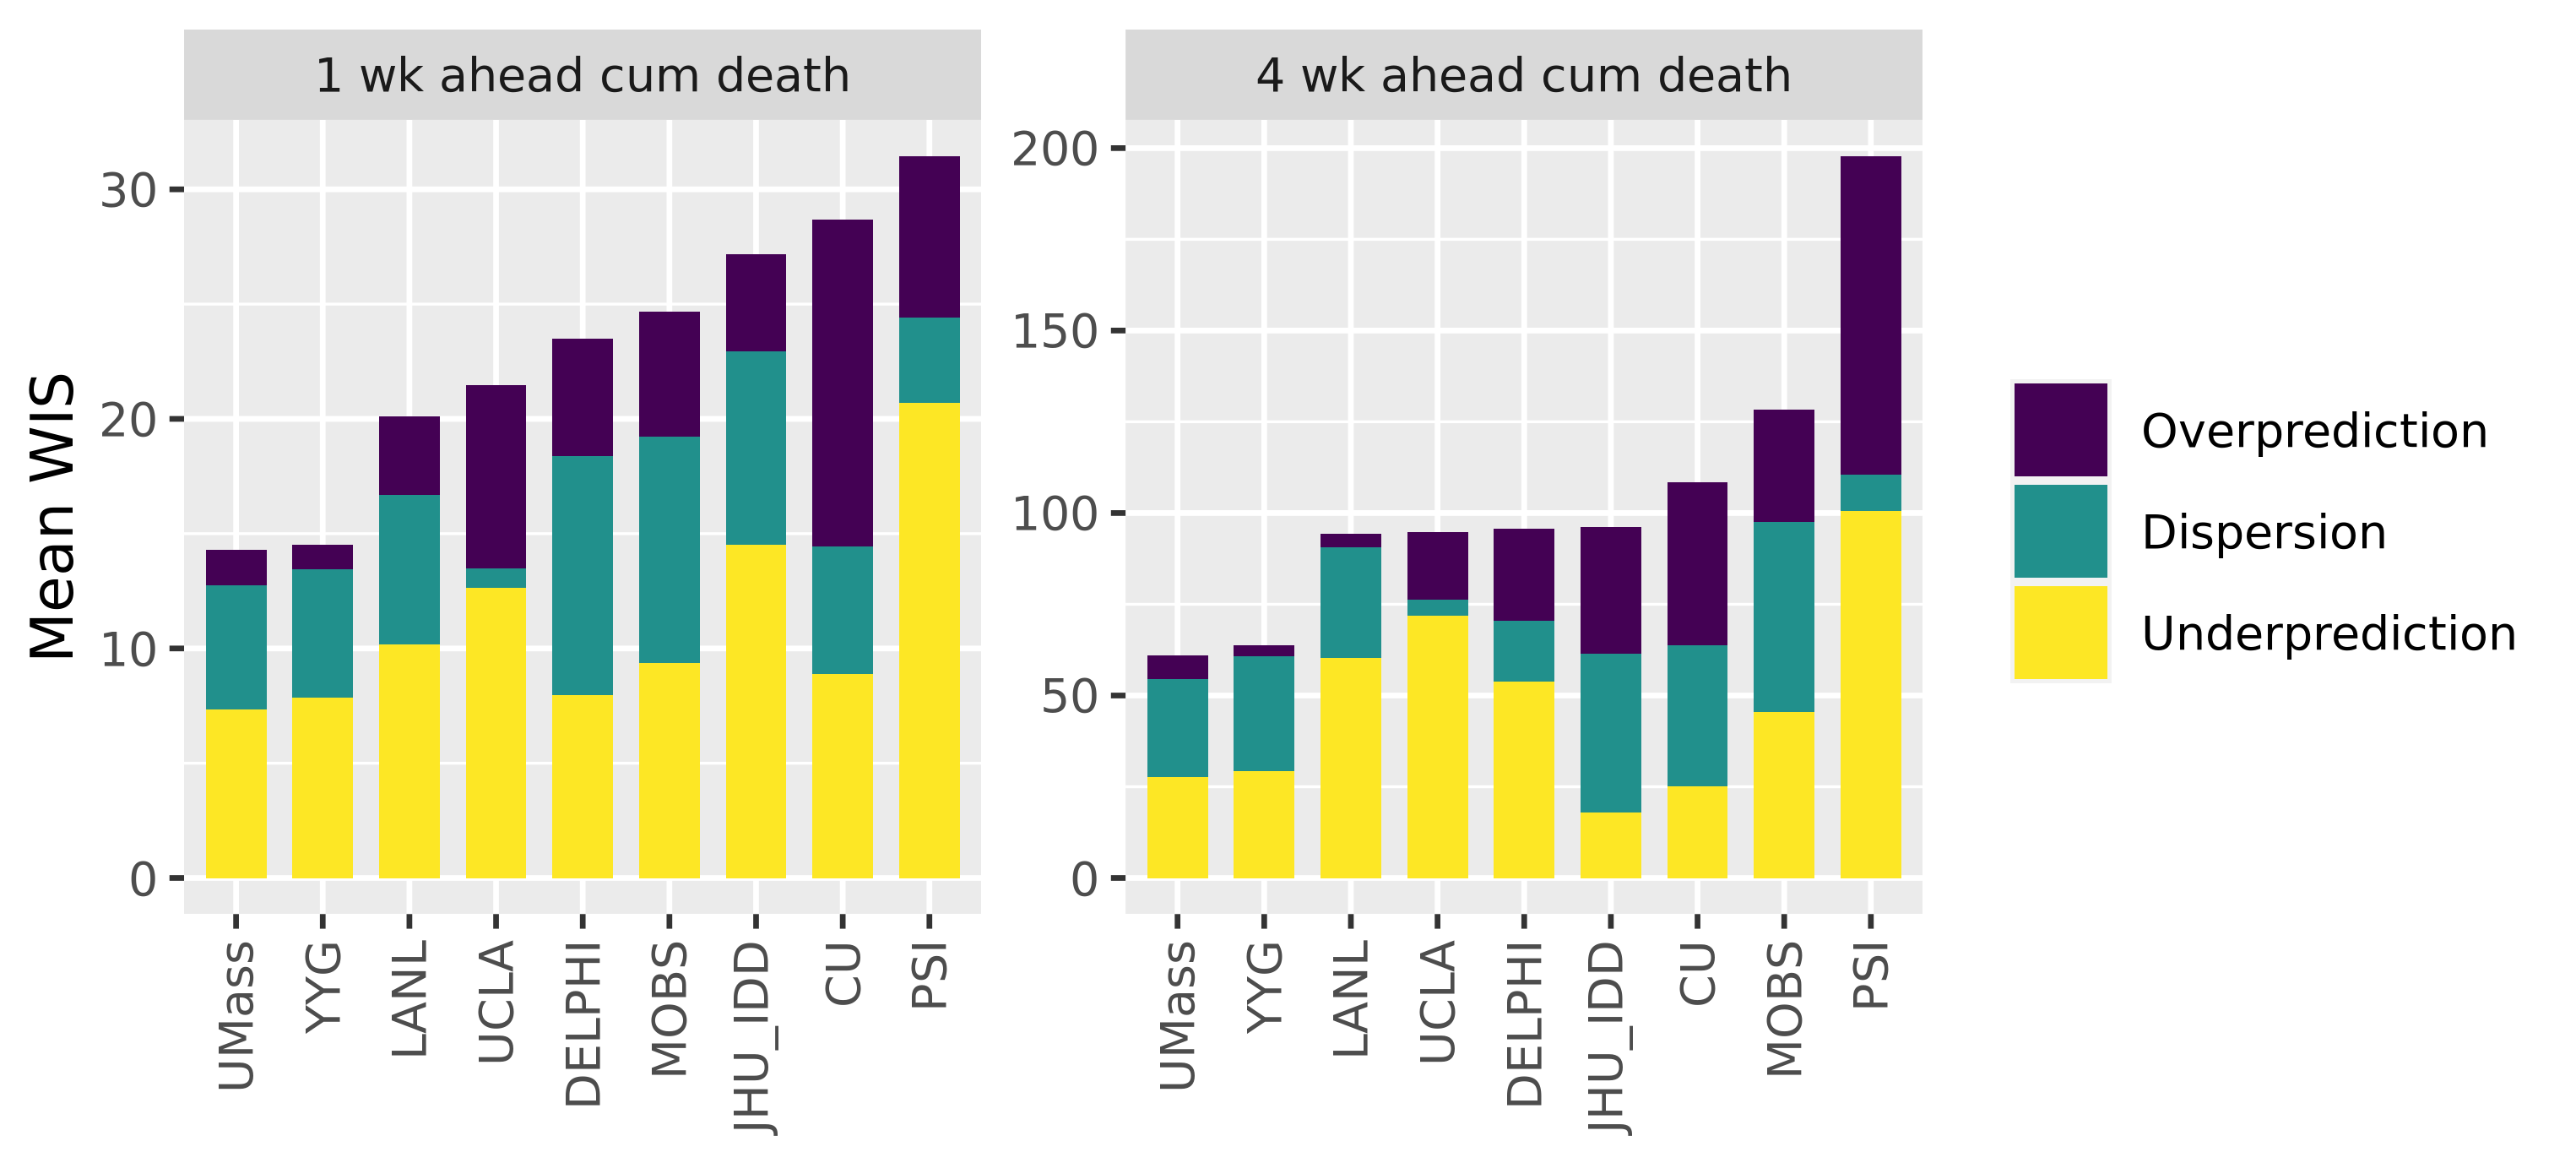 1 wk ahead cum death
4 wk ahead cum death
Mean WIS
30
20
10
0
200
150
100
50
0
UMass
YYG
LANL
UCLA
DELPHI
MOBS
JHU_IDD
CU
PSI
UMass
YYG
LANL
UCLA
DELPHI
JHU_IDD
CU
MOBS
PSI
Overprediction
Dispersion
Underprediction